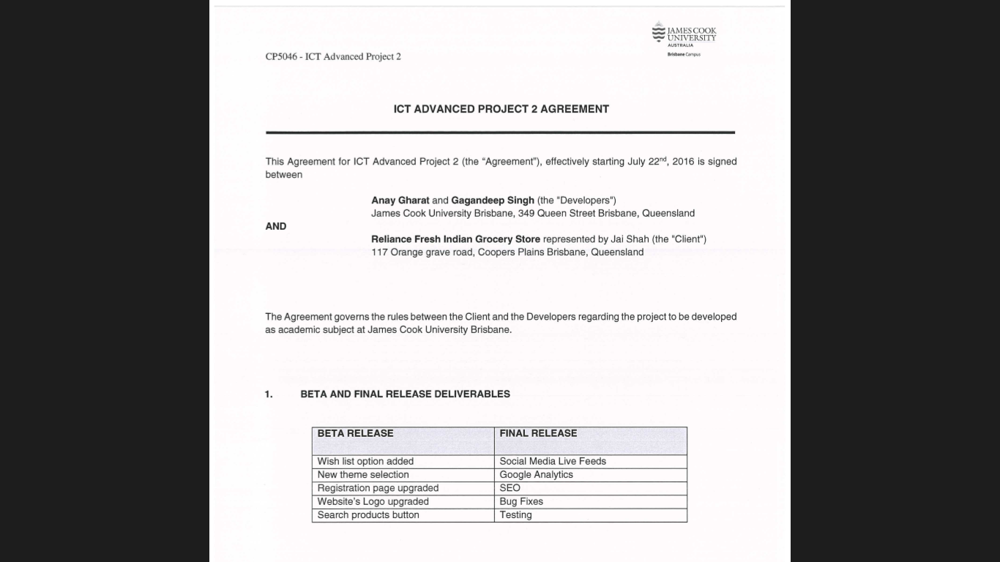 JAMES COOK
UNIVERSITY
AUSTRALIA
Brisbane Campus
CP5046 - ICT Advanced Project 2
ICT ADVANCED PROJECT 2 AGREEMENT
This Agreement for ICT Advanced Project 2 (the “Agreement”), effectively starting July 22nd, 2016 is signed
between
Anay Gharat and Gagandeep Singh (the "Developers")
James Cook University Brisbane, 349 Queen Street Brisbane, Queensland
AND
Reliance Fresh Indian Grocery Store represented by Jai Shah (the "Client")
117 Orange grave road, Coopers Plains Brisbane, Queensland
The Agreement governs the rules between the Client and the Developers regarding the project to be developed
as academic subject at James Cook University Brisbane.
1. BETA AND FINAL RELEASE DELIVERABLES
BETA RELEASE FINAL RELEASE
Wish list option added Social Media Live Feeds
New theme selection Google Analytics
Registration page upgraded SEO
Website's Logo upgraded Bug Fixes
Search products button Testing